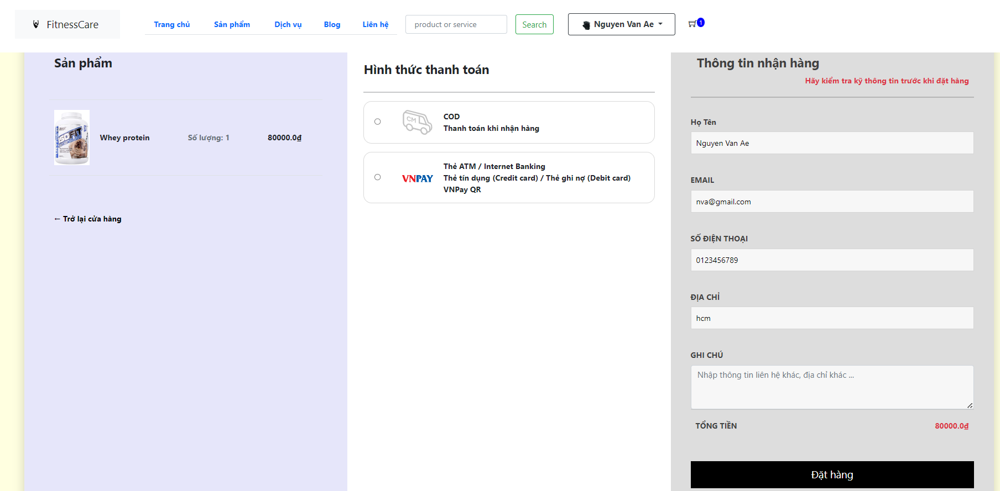 FitnessCare
Trang chủ
Sản phẩm
Dịch vụ
Blog
Liên hệ
product or service
Search
Nguyen Van Ae
1
Sản phẩm
ISOFIT
Whey protein
Số lượng: 1
80000.0₫
← Trở lại cửa hàng
Hình thức thanh toán
CM
COD
Thanh toán khi nhận hàng
VNPAY
Thẻ ATM / Internet Banking
Thẻ tín dụng (Credit card) / Thẻ ghi nợ (Debit card)
VNPay QR
Thông tin nhận hàng
Hãy kiểm tra kỹ thông tin trước khi đặt hàng
Họ Tên
Nguyen Van Ae
EMAIL
nva@gmail.com
SỐ ĐIỆN THOẠI
0123456789
ĐỊA CHỈ
hcm
GHI CHÚ
Nhập thông tin liên hệ khác, địa chỉ khác ...
TỔNG TIỀN
80000.0₫
Đặt hàng